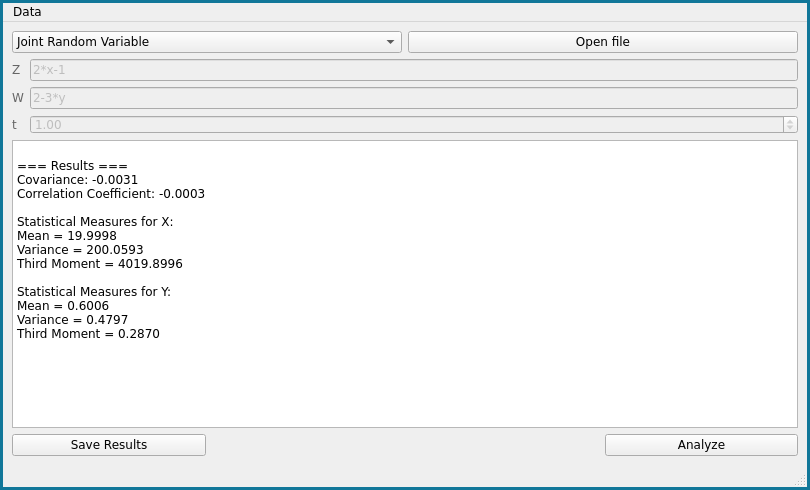 Data
Joint Random Variable
Open file
Z 2*x-1
W 2-3*y
t 1.00
=== Results ===
Covariance: -0.0031
Correlation Coefficient: -0.0003
Statistical Measures for X:
Mean = 19.9998
Variance = 200.0593
Third Moment = 4019.8996
Statistical Measures for Y:
Mean = 0.6006
Variance = 0.4797
Third Moment = 0.2870
Save Results
Analyze